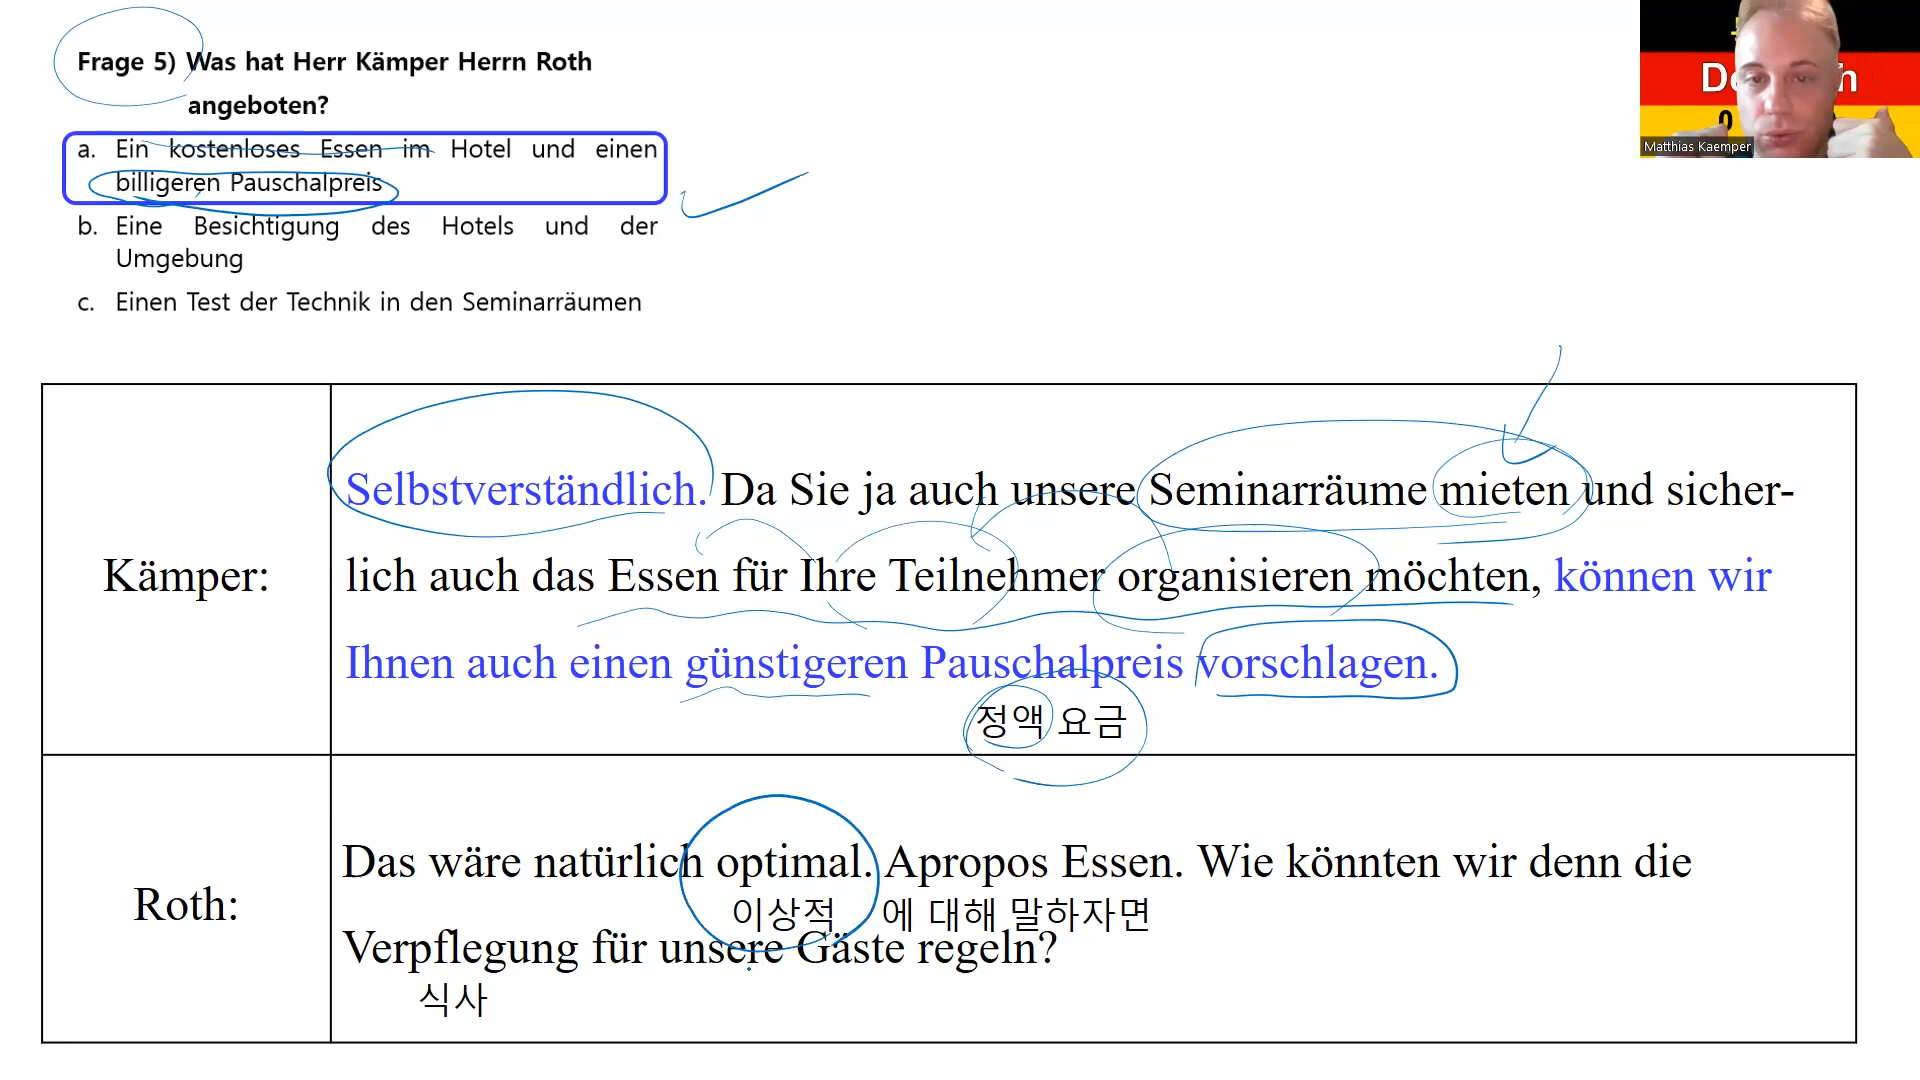 Frage 5) Was hat Herr Kämper Herrn Roth
angeboten?
a. Ein kostenloses Essen im Hotel und einen
billigeren Pauschalpreis
b. Eine Besichtigung des Hotels und der
Umgebung
c. Einen Test der Technik in den Seminarräumen
Matthias Kaemper
Kämper:
Selbstverständlich. Da Sie ja auch unsere Seminarräume mieten und sicher-
lich auch das Essen für Ihre Teilnehmer organisieren möchten, können wir
Ihnen auch einen günstigeren Pauschalpreis vorschlagen.
정액 요금
Roth:
Das wäre natürlich optimal. Apropos Essen. Wie könnten wir denn die
이상적 에 대해 말하자면
Verpflegung für unsere Gäste regeln?
식사